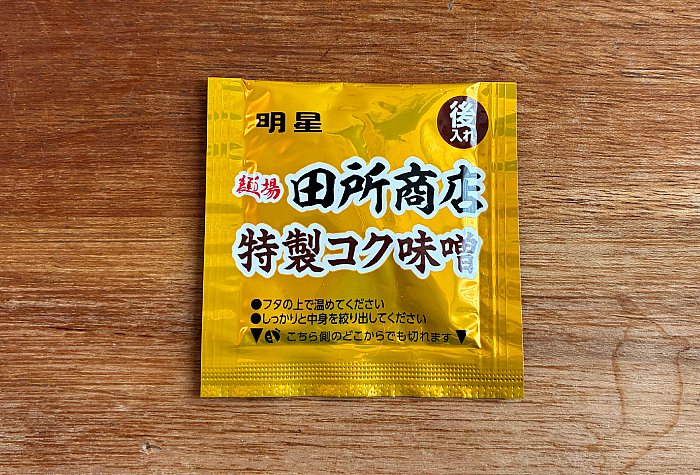 明星
後
入れ
麺場 田所商店
特製コク味噌
●フタの上で温めてください
●しっかりと中身を絞り出してください
▼こちら側のどこからでも切れます▼